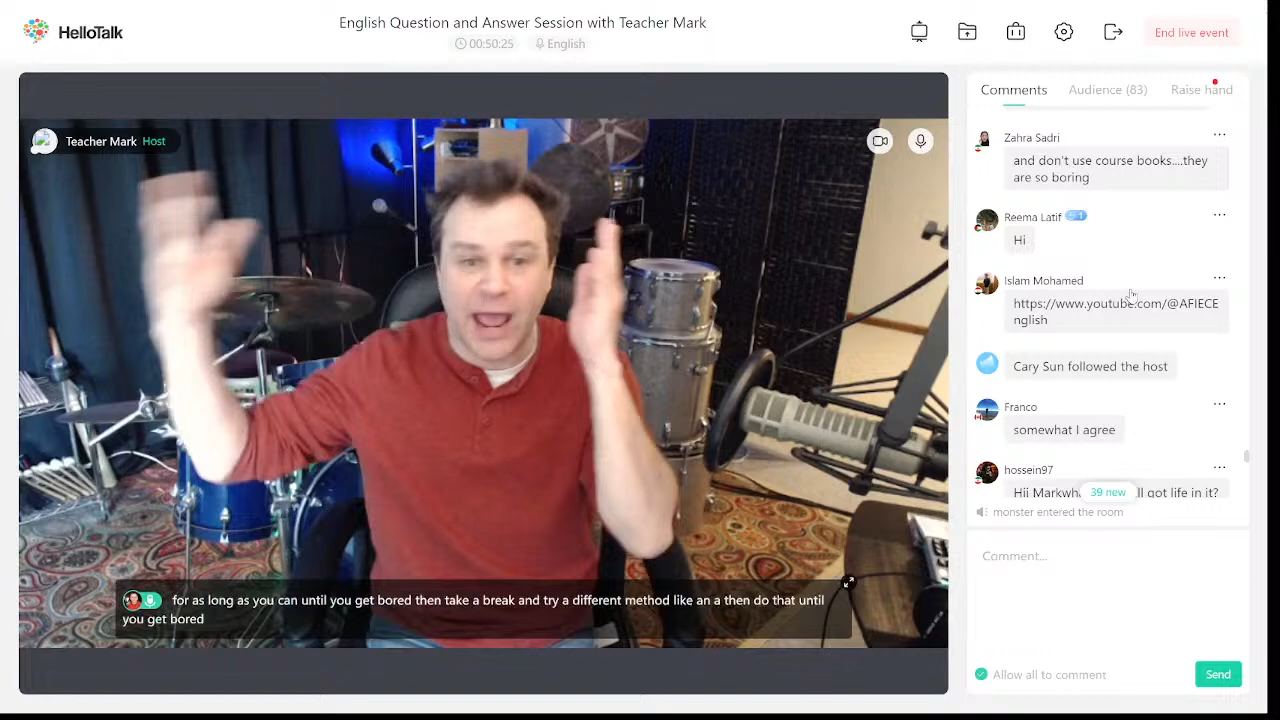 HelloTalk
English Question and Answer Session with Teacher Mark
00:50:25 English
End live event
Teacher Mark Host
for as long as you can until you get bored then take a break and try a different method like an a then do that until
you get bored
Comments Audience (83) Raise hand
Zahra Sadri
and don't use course books....they
are so boring
Reema Latif 1
Hi
Islam Mohamed
https://www.youtube.com/@AFIECE
nglish
Cary Sun followed the host
Franco
somewhat I agree
hossein97
Hii Mark got life in it?
39 new
monster entered the room
Comment...
Allow all to comment
Send